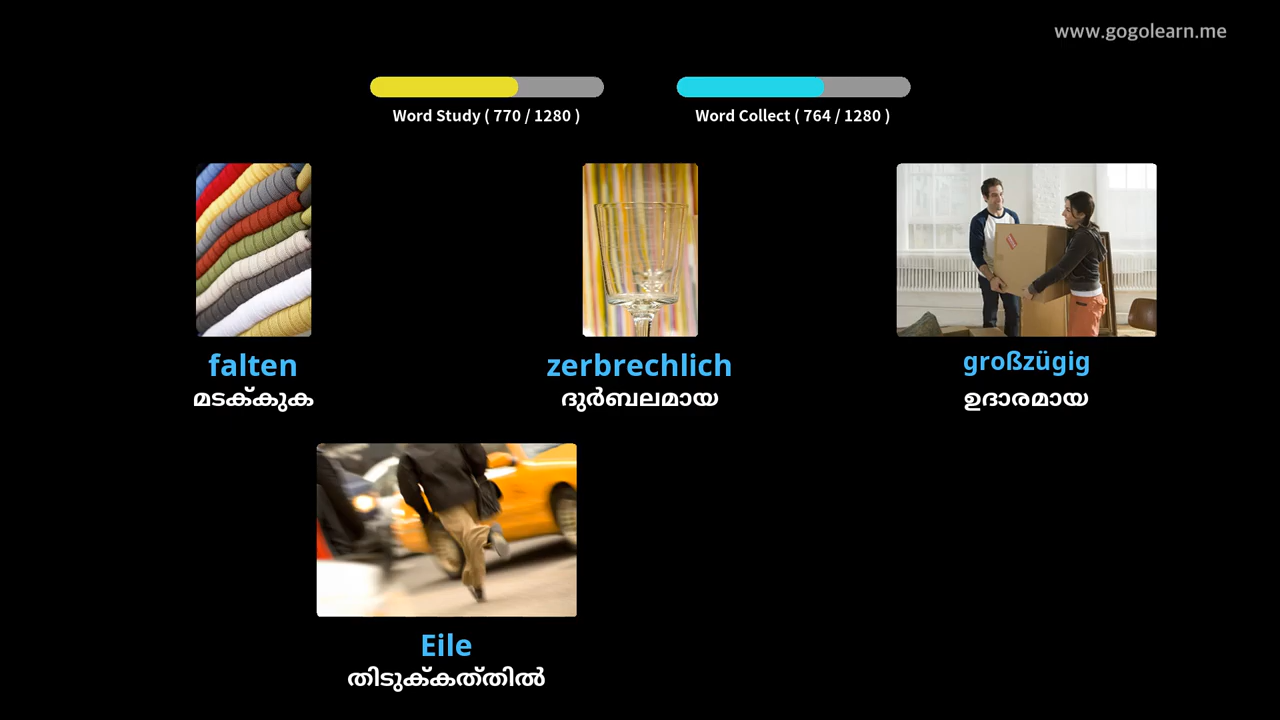 www.gogolearn.me
Word Study ( 770 / 1280 )
Word Collect ( 764 / 1280 )
falten
മടക്കുക
zerbrechlich
ദുർബലമായ
großzügig
ഉദാരമായ
Eile
തിടുക്കത്തിൽ